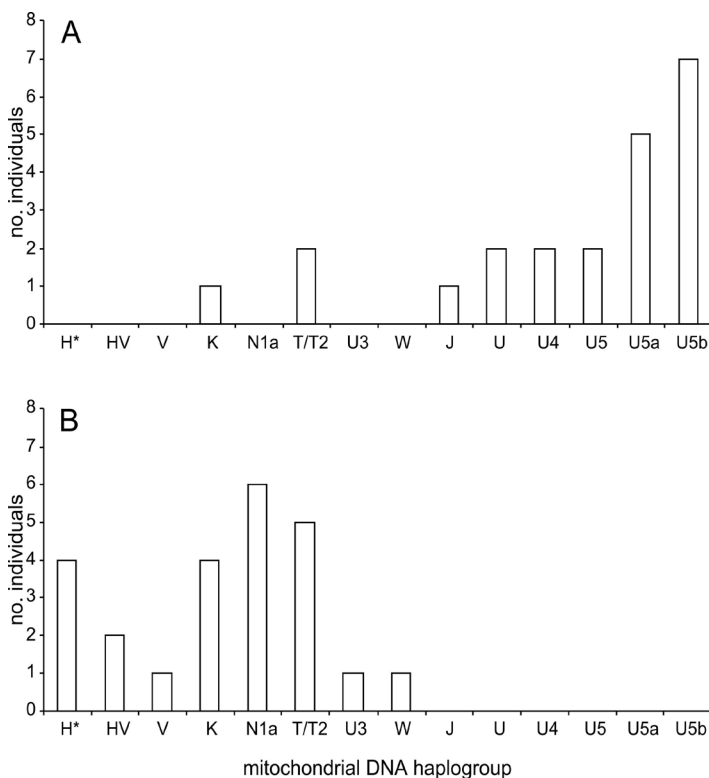 A
no. individuals
8
7
6
5
4
3
2
1
0
H* HV V K N1a T/T2 U3 W J U U4 U5 U5a U5b
B
no. individuals
8
7
6
5
4
3
2
1
0
H* HV V K N1a T/T2 U3 W J U U4 U5 U5a U5b
mitochondrial DNA haplogroup